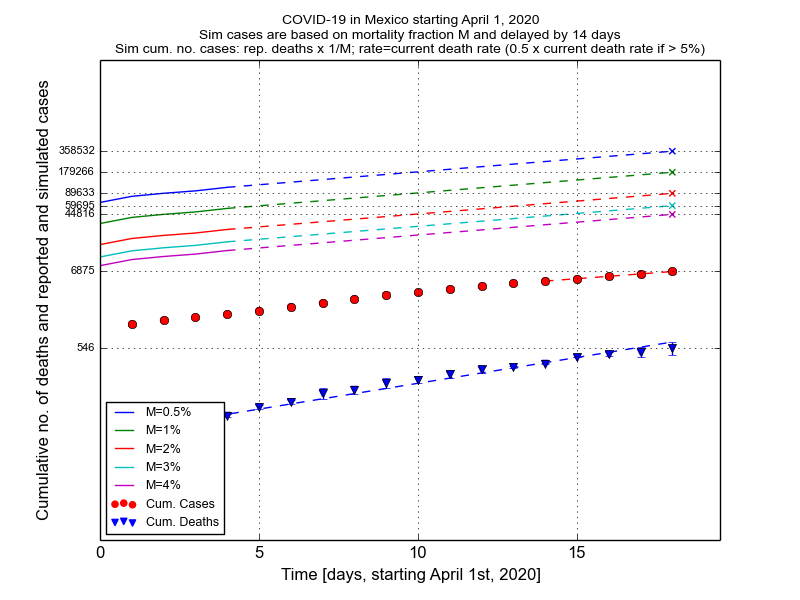 COVID-19 in Mexico starting April 1, 2020
Sim cases are based on mortality fraction M and delayed by 14 days
Sim cum. no. cases: rep. deaths x 1/M; rate=current death rate (0.5 x current death rate if > 5%)
Cumulative no. of deaths and reported and simulated cases
358532
179266
89633
59695
44816
6875
546
M=0.5%
M=1%
M=2%
M=3%
M=4%
Cum. Cases
Cum. Deaths
0
5
10
15
Time [days, starting April 1st, 2020]